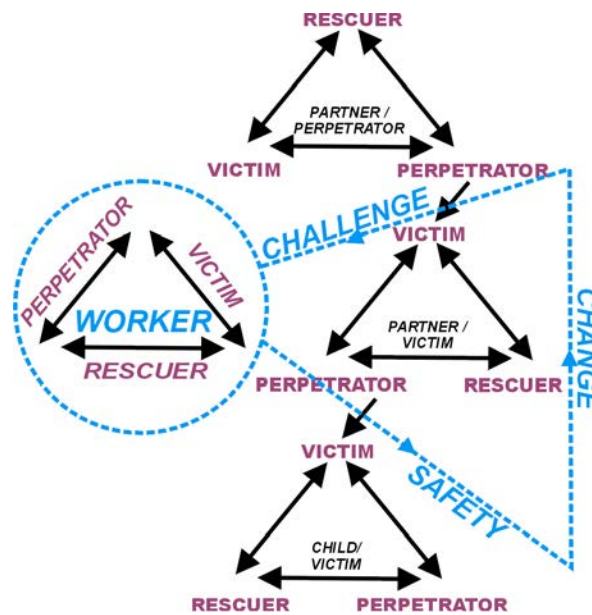 RESCUER
PARTNER /
PERPETRATOR
VICTIM
PERPETRATOR
CHALLENGE
VICTIM
PERPETRATOR
VICTIM
WORKER
RESCUER
CHANGE
PARTNER /
VICTIM
PERPETRATOR
RESCUER
VICTIM
SAFETY
CHILD/
VICTIM
RESCUER
PERPETRATOR